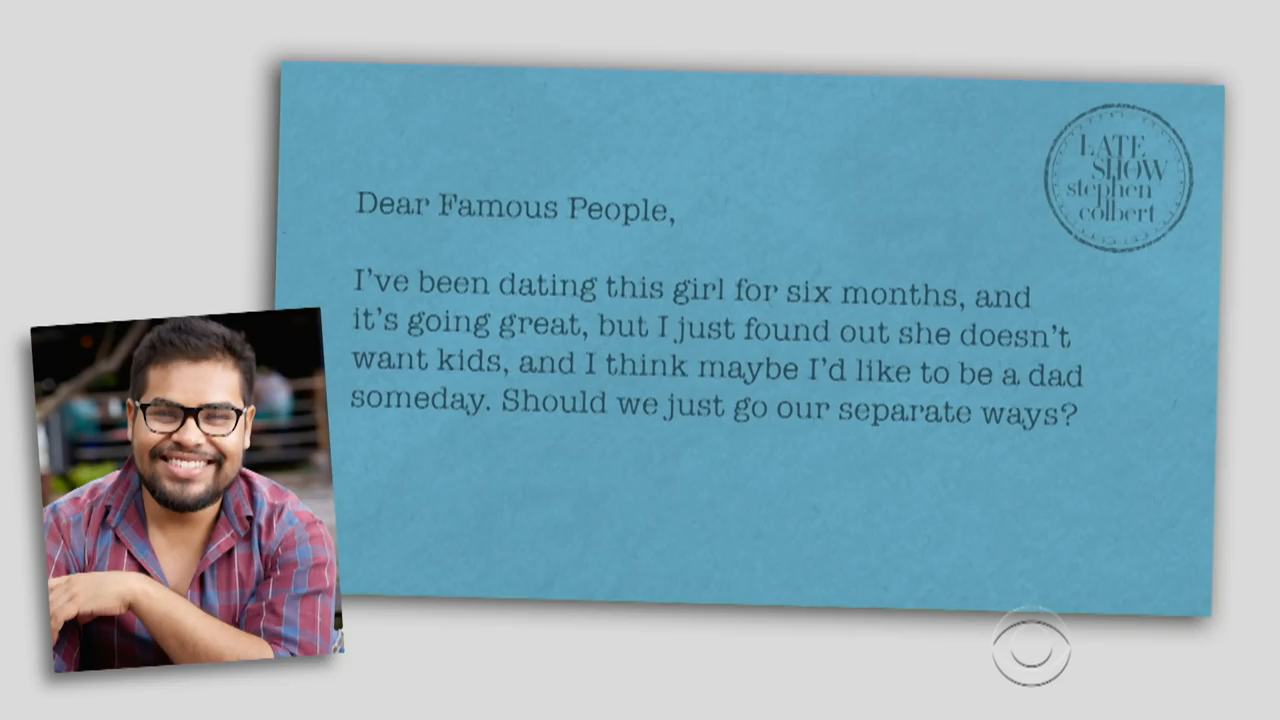 LATE
SHOW
stephen
colbert
Dear Famous People,
I've been dating this girl for six months, and
it's going great, but I just found out she doesn't
want kids, and I think maybe I'd like to be a dad
someday. Should we just go our separate ways?